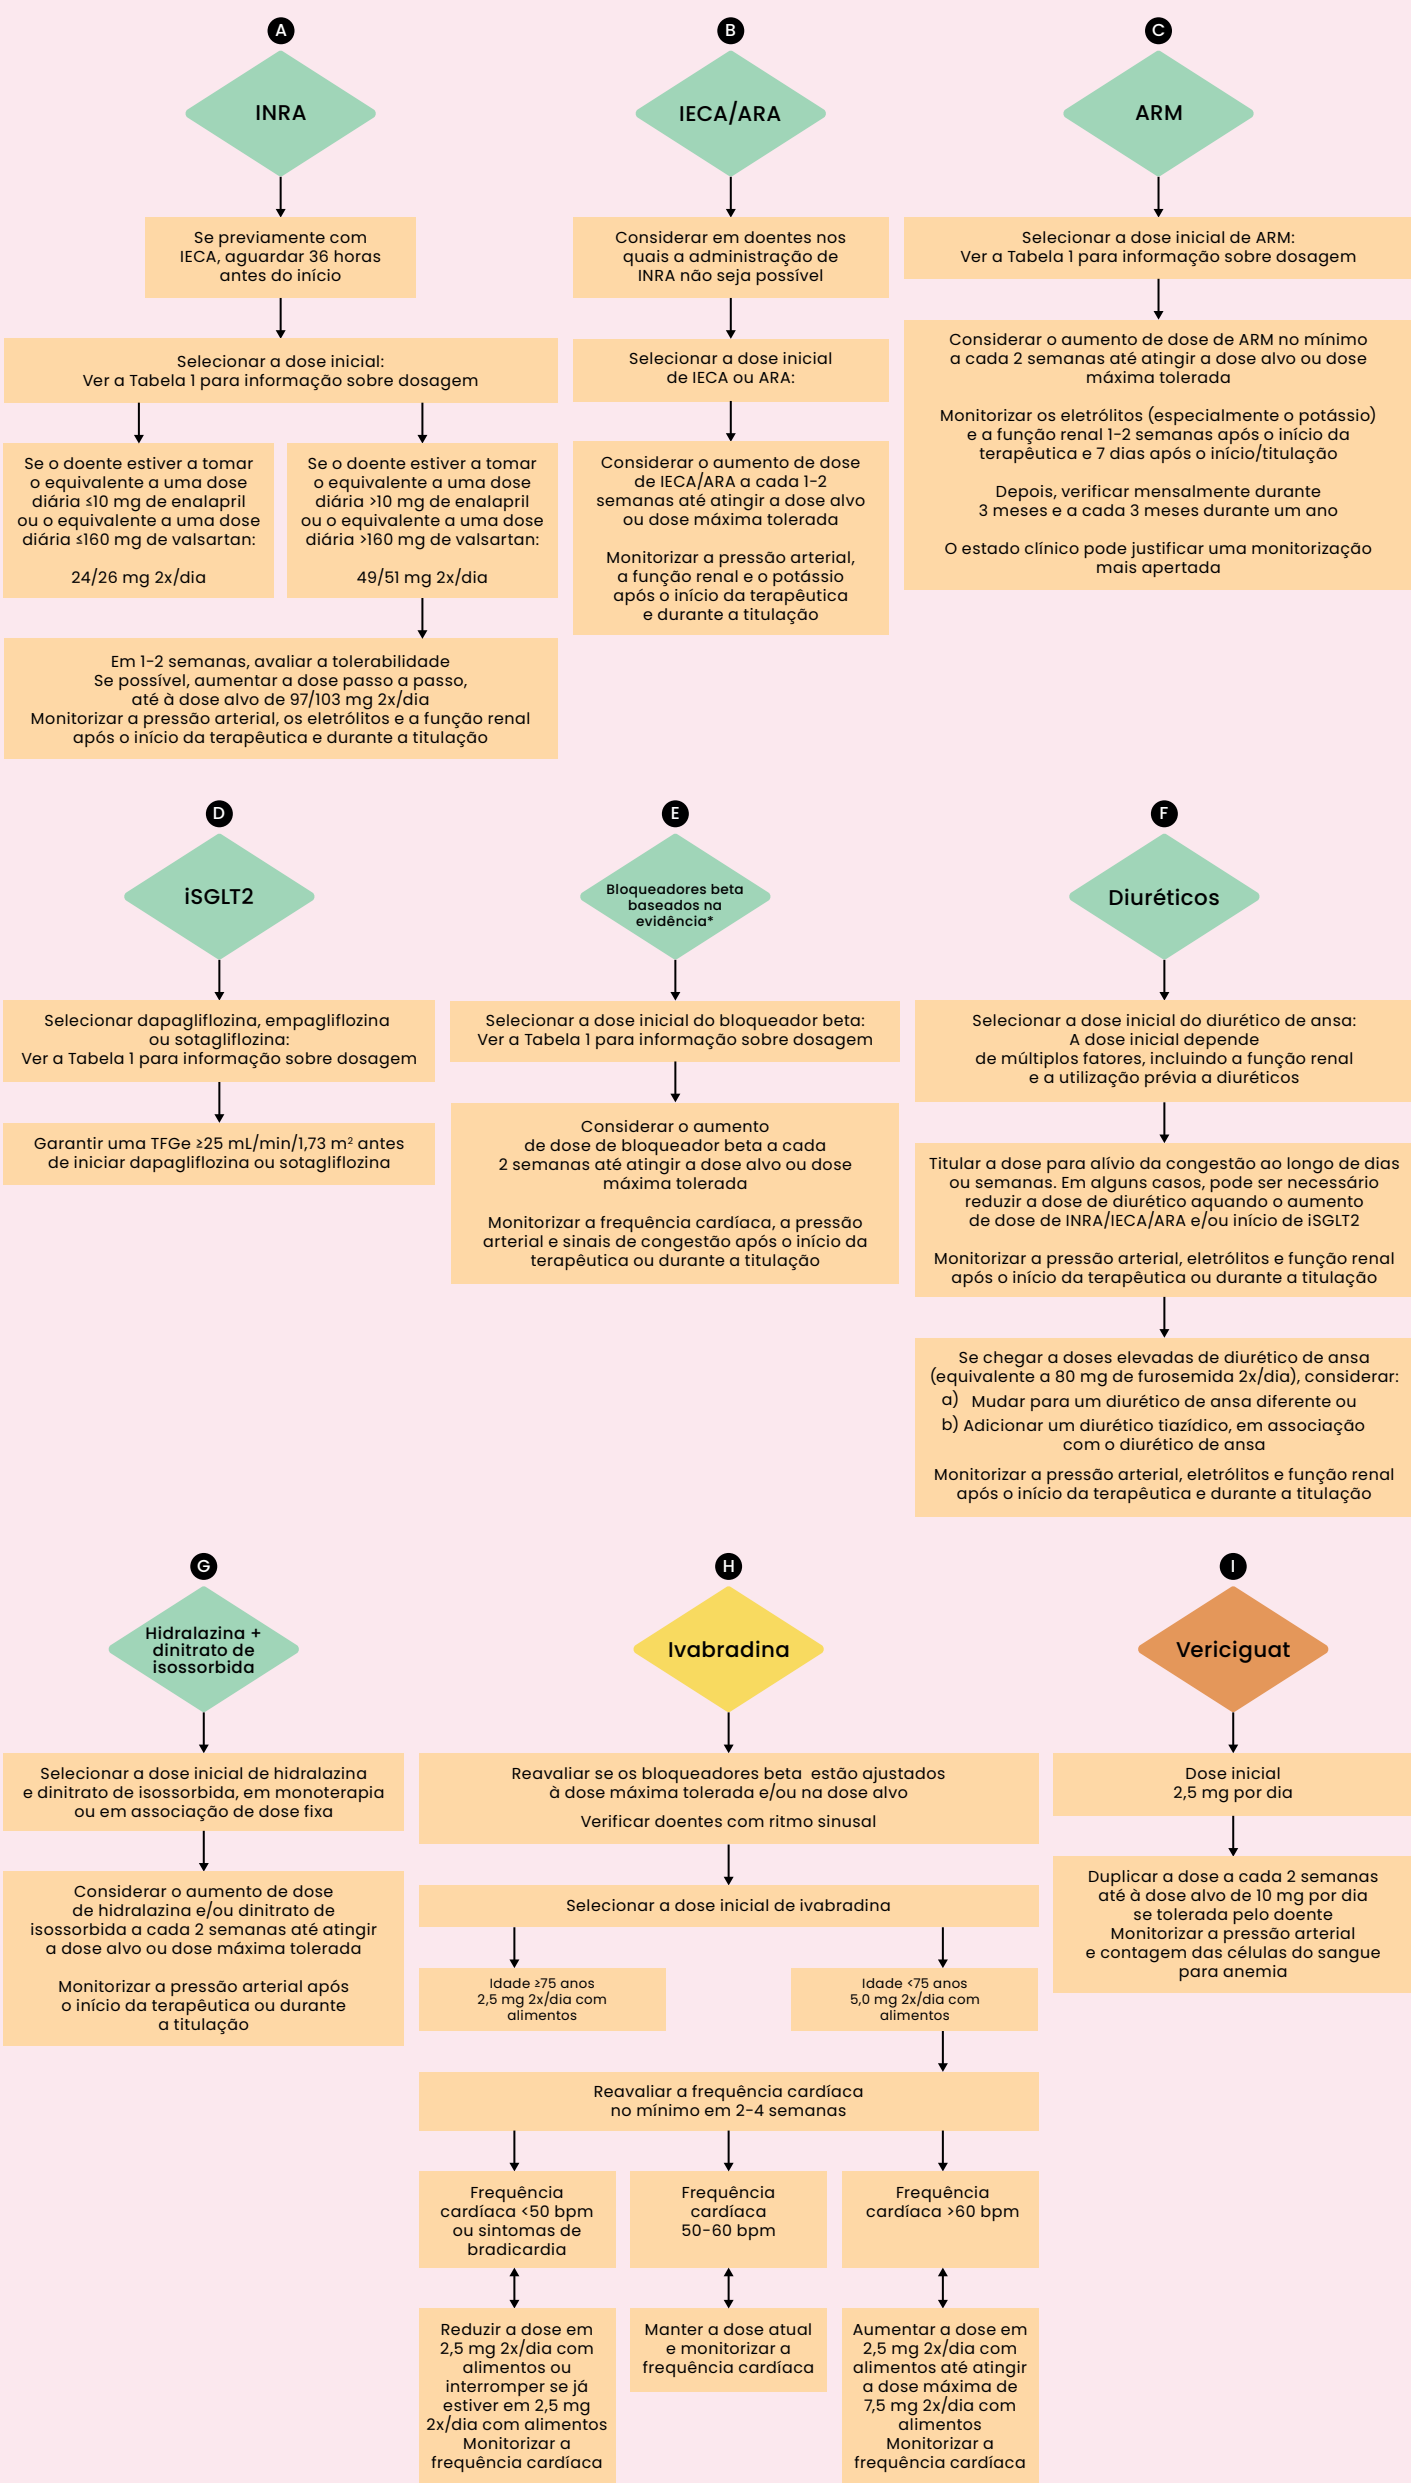 A
INRA
Se previamente com
IECA, aguardar 36 horas
antes do início
Selecionar a dose inicial:
Ver a Tabela 1 para informação sobre dosagem
Se o doente estiver a tomar
o equivalente a uma dose
diária ≤10 mg de enalapril
ou o equivalente a uma dose
diária ≤160 mg de valsartan:
24/26 mg 2x/dia
Se o doente estiver a tomar
o equivalente a uma dose
diária >10 mg de enalapril
ou o equivalente a uma dose
diária >160 mg de valsartan:
49/51 mg 2x/dia
Em 1-2 semanas, avaliar a tolerabilidade
Se possível, aumentar a dose passo a passo,
até à dose alvo de 97/103 mg 2x/dia
Monitorizar a pressão arterial, os eletrólitos e a função renal
após o início da terapêutica e durante a titulação
B
IECA/ARA
Considerar em doentes nos
quais a administração de
INRA não seja possível
Selecionar a dose inicial
de IECA ou ARA:
Considerar o aumento de dose
de IECA/ARA a cada 1-2
semanas até atingir a dose alvo
ou dose máxima tolerada
Monitorizar a pressão arterial,
a função renal e o potássio
após o início da terapêutica
e durante a titulação
C
ARM
Selecionar a dose inicial de ARM:
Ver a Tabela 1 para informação sobre dosagem
Considerar o aumento de dose de ARM no mínimo
a cada 2 semanas até atingir a dose alvo ou dose
máxima tolerada
Monitorizar os eletrólitos (especialmente o potássio)
e a função renal 1-2 semanas após o início da
terapêutica e 7 dias após o início/titulação
Depois, verificar mensalmente durante
3 meses e a cada 3 meses durante um ano
O estado clínico pode justificar uma monitorização
mais apertada
D
iSGLT2
Selecionar dapagliflozina, empagliflozina
ou sotagliflozina:
Ver a Tabela 1 para informação sobre dosagem
Garantir uma TFGe ≥25 mL/min/1,73 m² antes
de iniciar dapagliflozina ou sotagliflozina
E
Bloqueadores beta
baseados na
evidência*
Selecionar a dose inicial do bloqueador beta:
Ver a Tabela 1 para informação sobre dosagem
Considerar o aumento
de dose de bloqueador beta a cada
2 semanas até atingir a dose alvo ou dose
máxima tolerada
Monitorizar a frequência cardíaca, a pressão
arterial e sinais de congestão após o início da
terapêutica ou durante a titulação
F
Diuréticos
Selecionar a dose inicial do diurético de ansa:
A dose inicial depende
de múltiplos fatores, incluindo a função renal
e a utilização prévia a diuréticos
Titular a dose para alívio da congestão ao longo de dias
ou semanas. Em alguns casos, pode ser necessário
reduzir a dose de diurético aquando o aumento
de dose de INRA/IECA/ARA e/ou início de iSGLT2
Monitorizar a pressão arterial, eletrólitos e função renal
após o início da terapêutica ou durante a titulação
Se chegar a doses elevadas de diurético de ansa
(equivalente a 80 mg de furosemida 2x/dia), considerar:
a) Mudar para um diurético de ansa diferente ou
b) Adicionar um diurético tiazídico, em associação
com o diurético de ansa
Monitorizar a pressão arterial, eletrólitos e função renal
após o início da terapêutica e durante a titulação
G
Hidralazina +
dinitrato de
isossorbida
Selecionar a dose inicial de hidralazina
e dinitrato de isossorbida, em monoterapia
ou em associação de dose fixa
Considerar o aumento de dose
de hidralazina e/ou dinitrato de
isossorbida a cada 2 semanas até atingir
a dose alvo ou dose máxima tolerada
Monitorizar a pressão arterial após
o início da terapêutica ou durante
a titulação
H
Ivabradina
Reavaliar se os bloqueadores beta estão ajustados
à dose máxima tolerada e/ou na dose alvo
Verificar doentes com ritmo sinusal
Selecionar a dose inicial de ivabradina
Idade ≥75 anos
2,5 mg 2x/dia com
alimentos
Idade <75 anos
5,0 mg 2x/dia com
alimentos
Reavaliar a frequência cardíaca
no mínimo em 2-4 semanas
Frequência
cardíaca <50 bpm
ou sintomas de
bradicardia
Frequência
cardíaca
50-60 bpm
Frequência
cardíaca >60 bpm
Reduzir a dose em
2,5 mg 2x/dia com
alimentos ou
interromper se já
estiver em 2,5 mg
2x/dia com alimentos
Monitorizar a
frequência cardíaca
Manter a dose atual
e monitorizar a
frequência cardíaca
Aumentar a dose em
2,5 mg 2x/dia com
alimentos até atingir
a dose máxima de
7,5 mg 2x/dia com
alimentos
Monitorizar a
frequência cardíaca
I
Vericiguat
Dose inicial
2,5 mg por dia
Duplicar a dose a cada 2 semanas
até à dose alvo de 10 mg por dia
se tolerada pelo doente
Monitorizar a pressão arterial
e contagem das células do sangue
para anemia